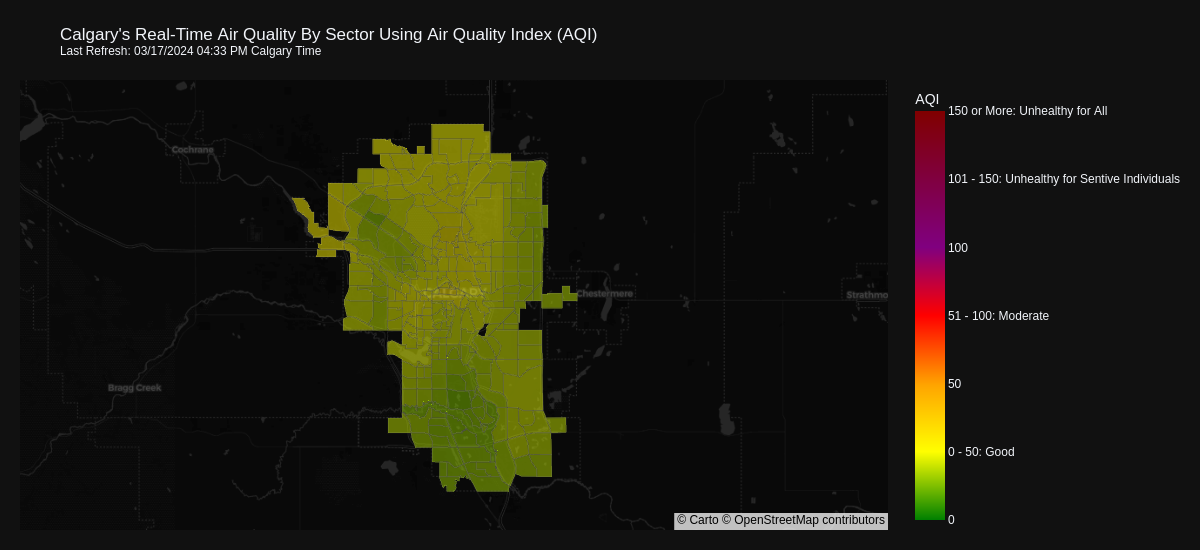 Calgary's Real-Time Air Quality By Sector Using Air Quality Index (AQI)
Last Refresh: 03/17/2024 04:33 PM Calgary Time
AQI
150 or More: Unhealthy for All
Cochrane
101 - 150: Unhealthy for Sentive Individuals
100
CALGARY
Chestermere
Strathmo
51 - 100: Moderate
Bragg Creek
50
0 - 50: Good
© Carto © OpenStreetMap contributors
0